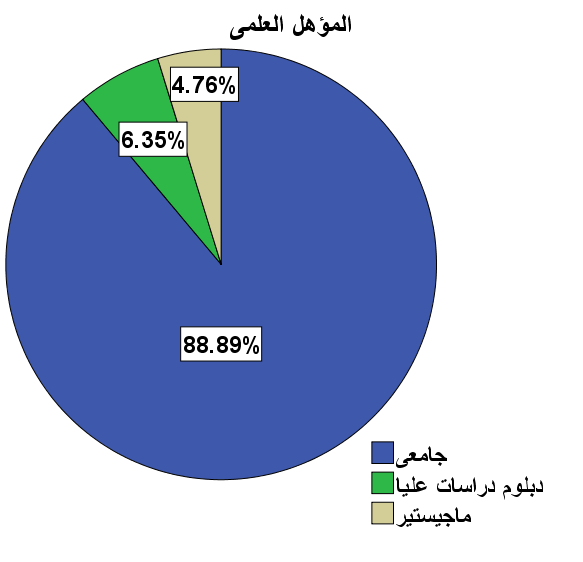 المؤهل العلمى
4.76%
6.35%
88.89%
جامعى
دبلوم دراسات عليا
ماجيستير